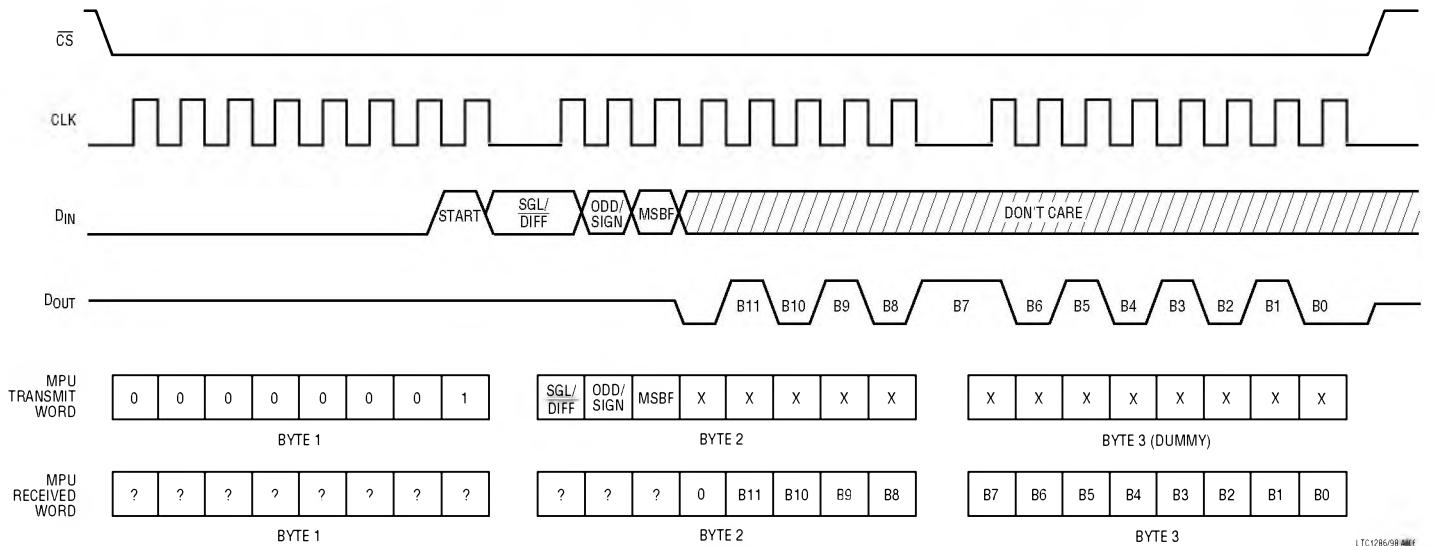 CS
CLK
DIN
START
SGL/
DIFF
ODD/
SIGN
MSBF
DON'T CARE
DOUT
B11 B10 B9 B8 B7 B6 B5 B4 B3 B2 B1 B0
MPU
TRANSMIT
WORD
0 0 0 0 0 0 0 1
SGL/
DIFF
ODD/
SIGN
MSBF X X X X X
X X X X X X X X
BYTE 1
BYTE 2
BYTE 3 (DUMMY)
MPU
RECEIVED
WORD
? ? ? ? ? ? ? ?
? ? ? 0 B11 B10 B9 B8
B7 B6 B5 B4 B3 B2 B1 B0
BYTE 1
BYTE 2
BYTE 3
LTC1286/98